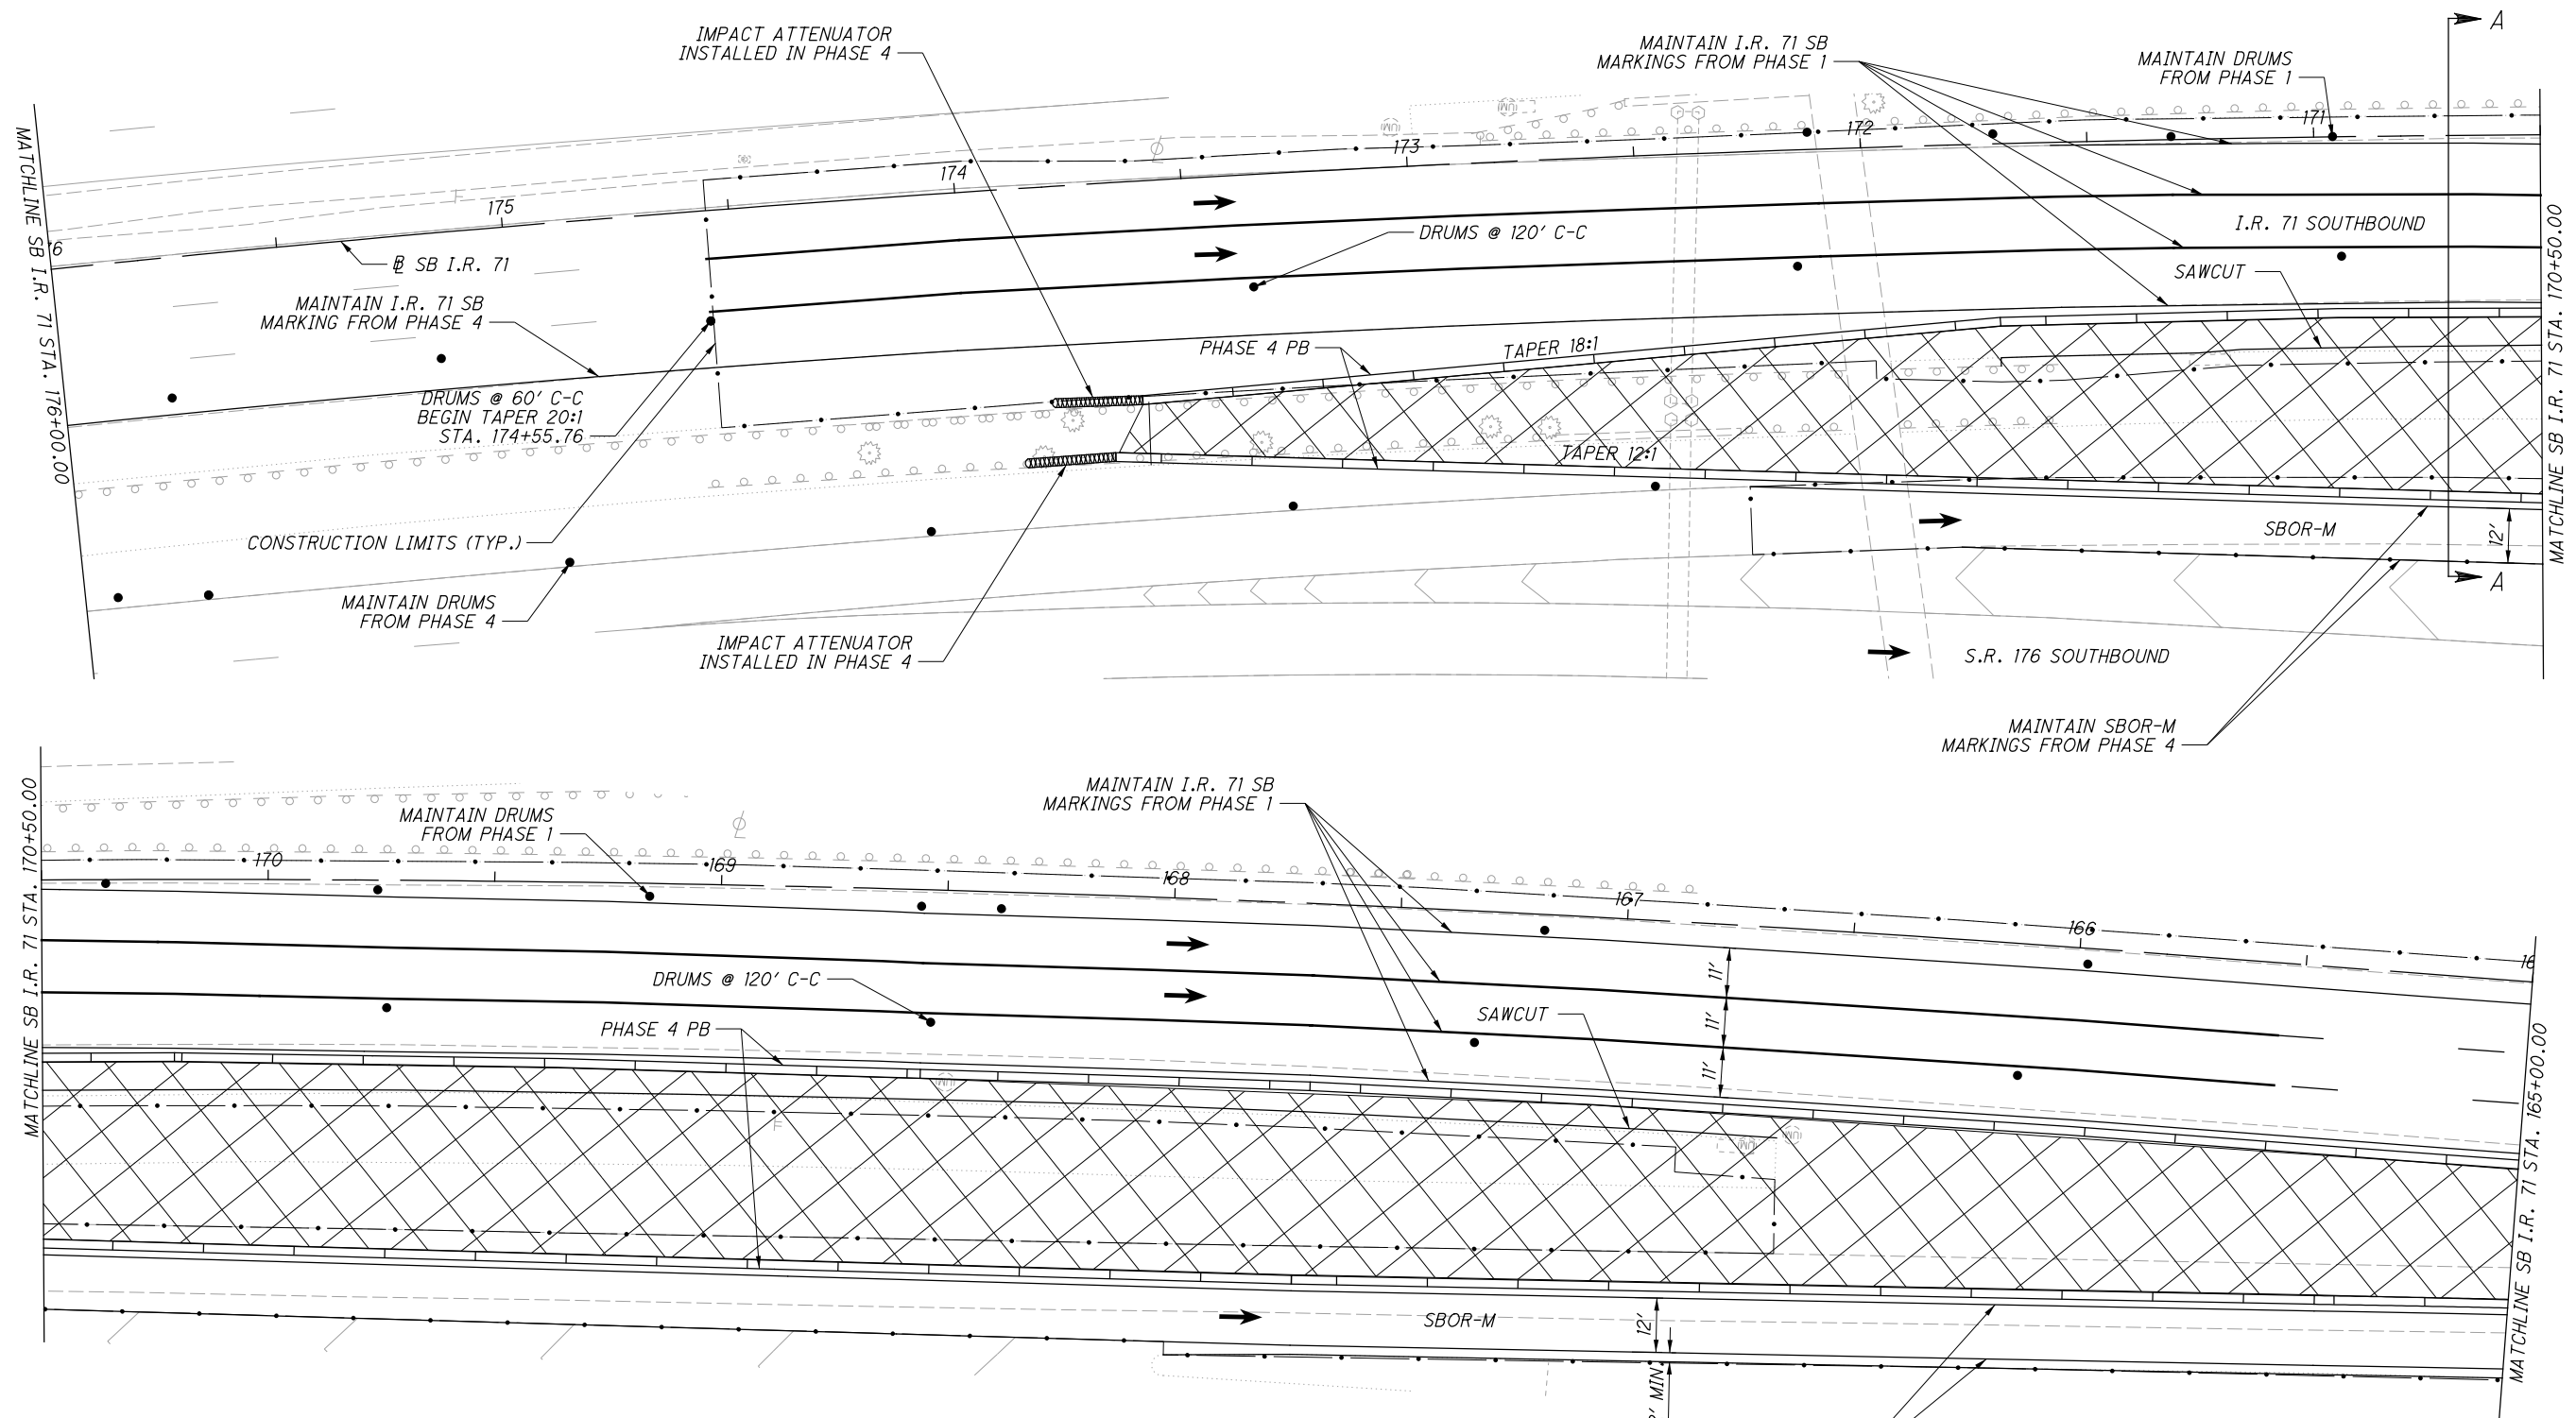 IMPACT ATTENUATOR
INSTALLED IN PHASE 4
MAINTAIN I.R. 71 SB
MARKINGS FROM PHASE 1
MAINTAIN DRUMS
FROM PHASE 1
A
MATCHLINE SB I.R. 71 STA. 176+00.00
175
174
173
172
171
I.R. 71 SOUTHBOUND
DRUMS @ 120' C-C
SB I.R. 71
SAWCUT
MAINTAIN I.R. 71 SB
MARKING FROM PHASE 4
PHASE 4 PB
TAPER 18:1
DRUMS @ 60' C-C
BEGIN TAPER 20:1
STA. 174+55.76
TAPER 12:1
MATCHLINE SB I.R. 71 STA. 170+50.00
CONSTRUCTION LIMITS (TYP.)
SBOR-M
12'
A
MAINTAIN DRUMS
FROM PHASE 4
IMPACT ATTENUATOR
INSTALLED IN PHASE 4
S.R. 176 SOUTHBOUND
MAINTAIN SBOR-M
MARKINGS FROM PHASE 4
MATCHLINE SB I.R. 71 STA. 170+50.00
MAINTAIN DRUMS
FROM PHASE 1
MAINTAIN I.R. 71 SB
MARKINGS FROM PHASE 1
170
169
168
167
166
DRUMS @ 120' C-C
PHASE 4 PB
SAWCUT
11'
11'
11'
SBOR-M
12'
MIN.
MATCHLINE SB I.R. 71 STA. 165+00.00